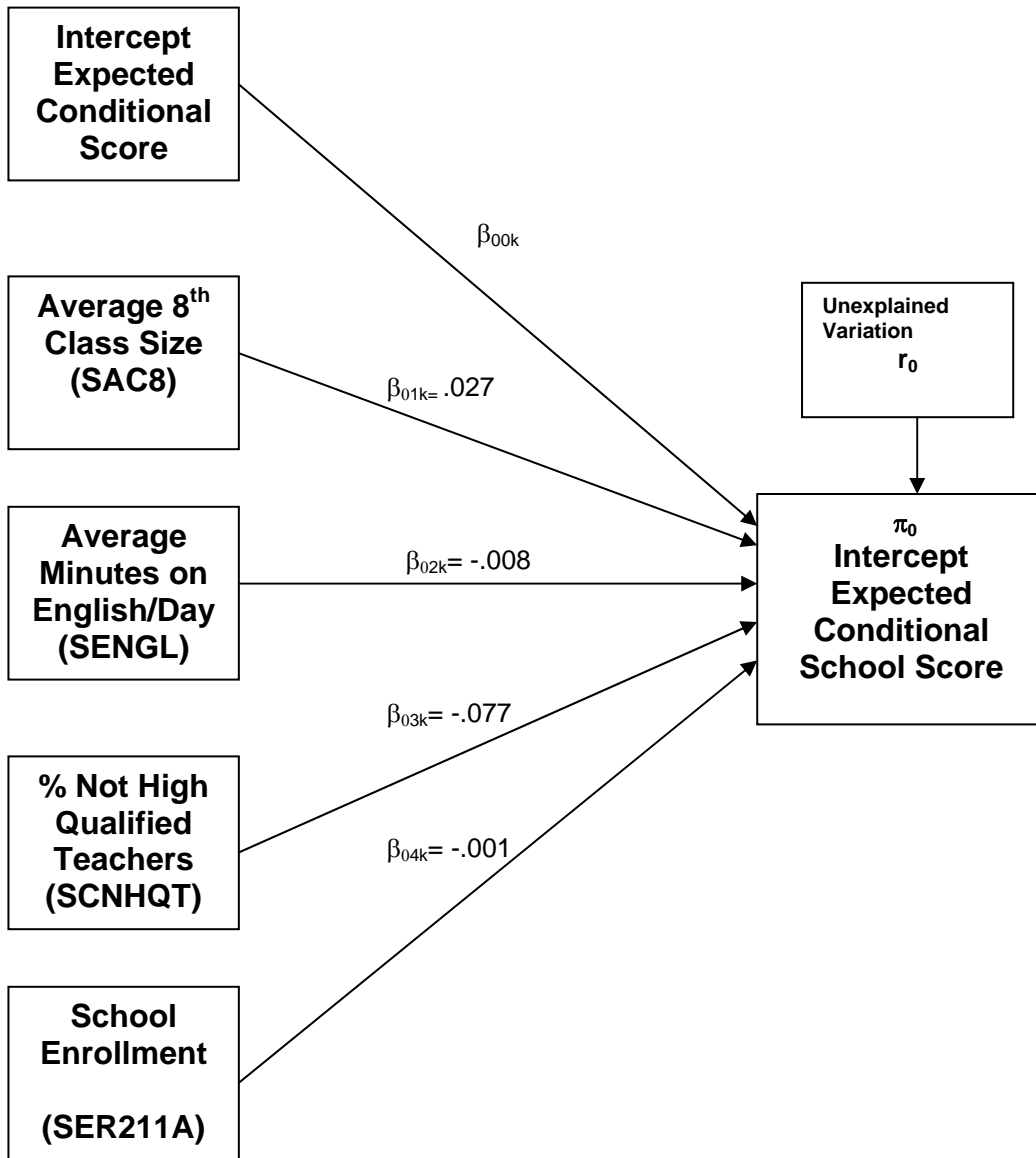 Intercept
Expected
Conditional
Score
β00k
Average 8th
Class Size
(SAC8)
β01k= .027
Unexplained
Variation
r0
Average
Minutes on
English/Day
(SENGL)
β02k= -.008
π0
Intercept
Expected
Conditional
School Score
% Not High
Qualified
Teachers
(SCNHQT)
β03k= -.077
School
Enrollment
(SER211A)
β04k= -.001